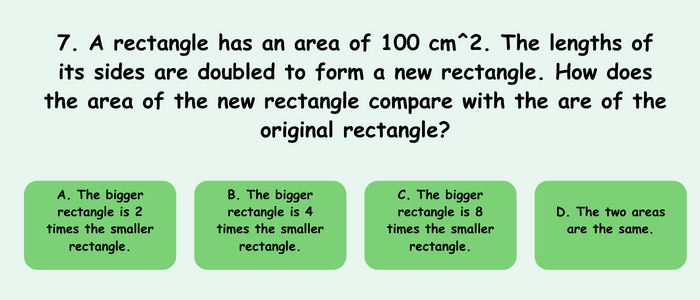 7. A rectangle has an area of 100 cm^2. The lengths of
its sides are doubled to form a new rectangle. How does
the area of the new rectangle compare with the are of the
original rectangle?
A. The bigger
rectangle is 2
times the smaller
rectangle.
B. The bigger
rectangle is 4
times the smaller
rectangle.
C. The bigger
rectangle is 8
times the smaller
rectangle.
D. The two areas
are the same.